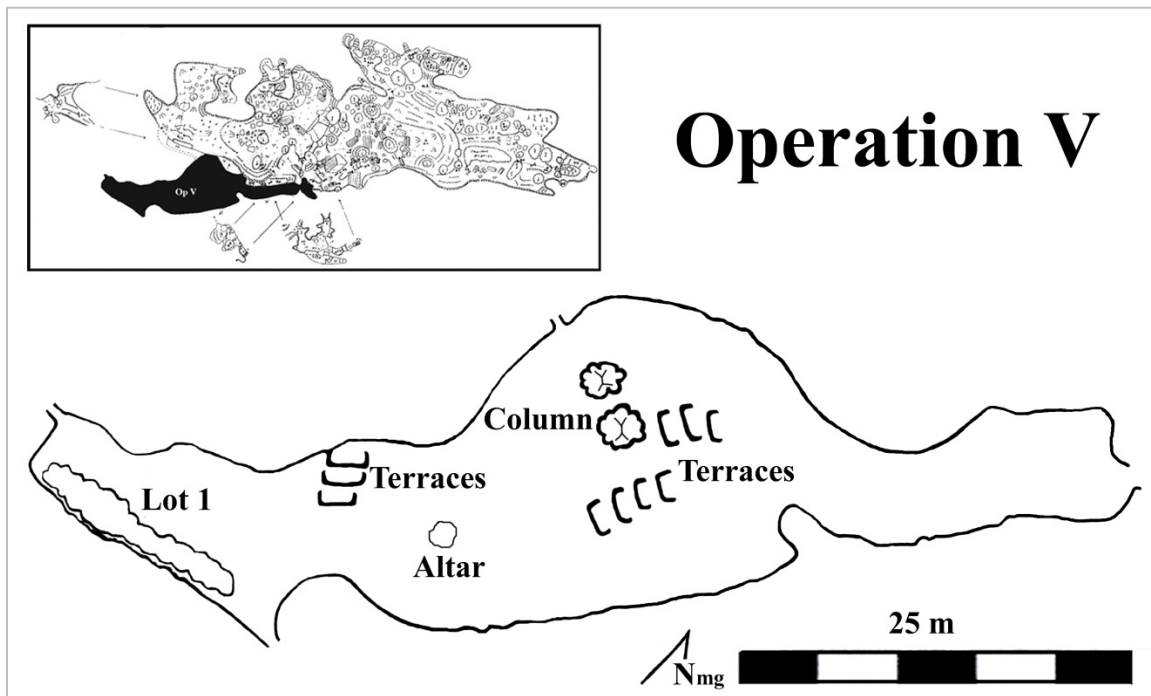 Operation V
Op V
Column
Terraces
Terraces
Lot 1
Altar
25 m
Nmg